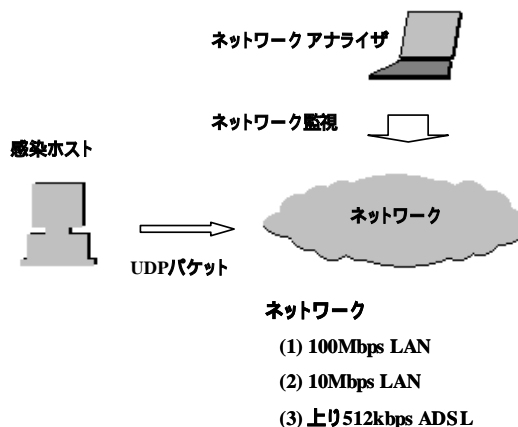 ネットワーク アナライザ
ネットワーク監視
感染ホスト
ネットワーク
UDPパケット
ネットワーク
(1) 100Mbps LAN
(2) 10Mbps LAN
(3) 上り512kbps ADSL